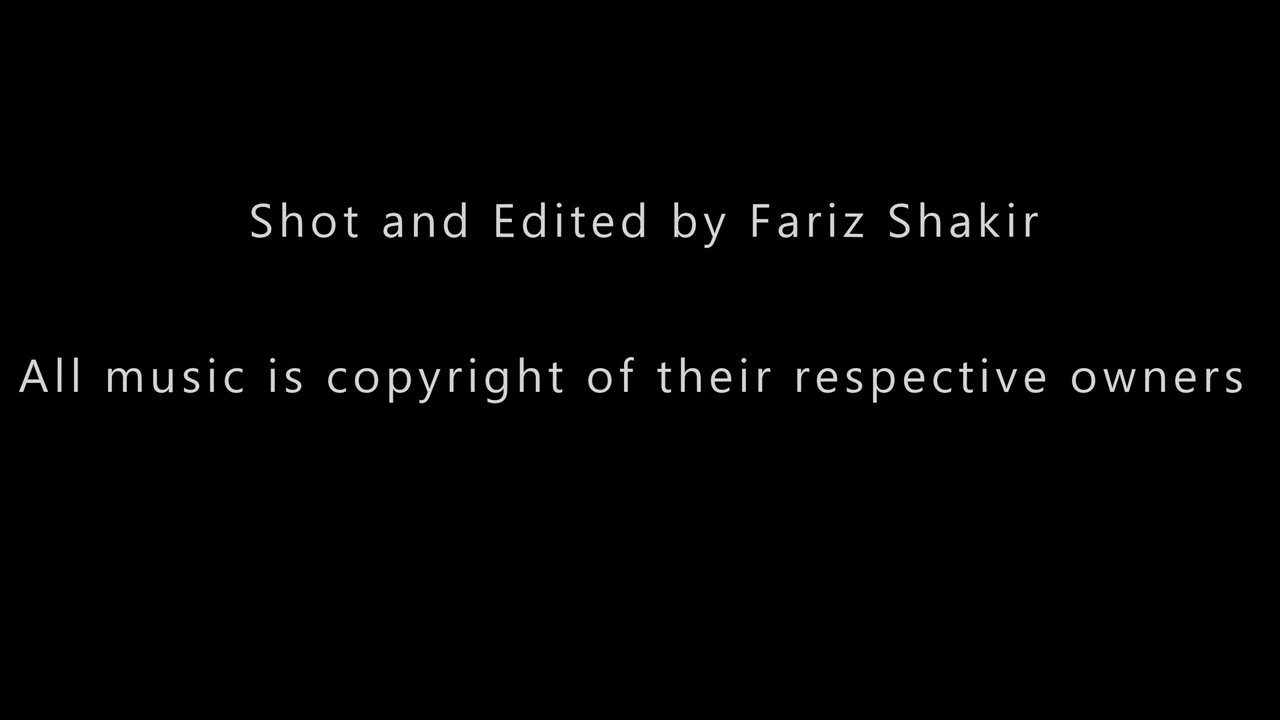 Shot and Edited by Fariz Shakir
All music is copyright of their respective owners